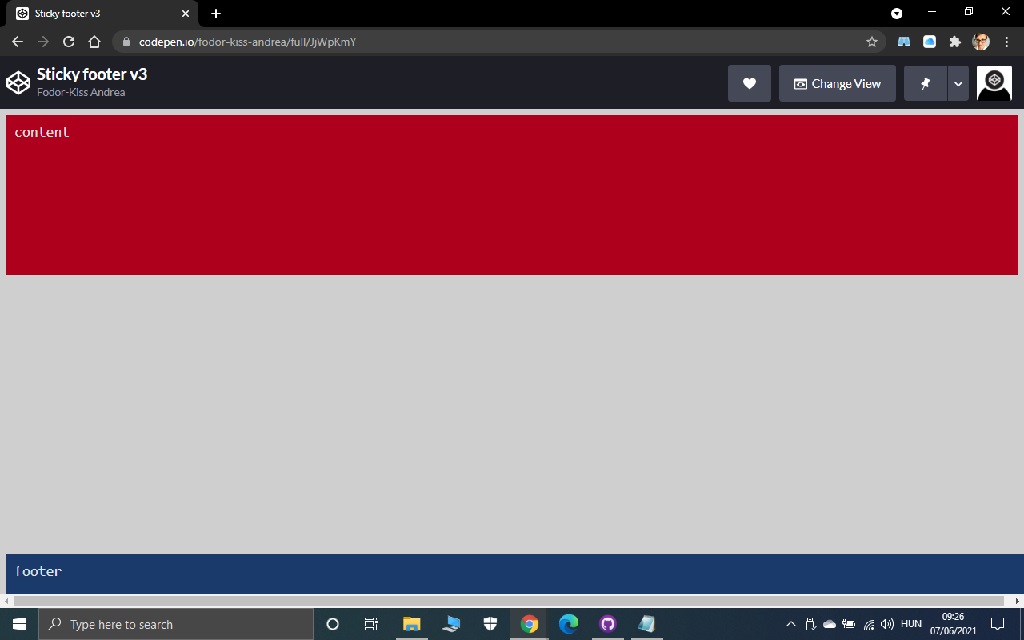 Sticky footer v3
codepen.io/fodor-kiss-andrea/full/JjWpKmY
Sticky footer v3
Fodor-Kiss Andrea
Change View
content
footer
Type here to search
HUN
09:26
07/06/2021